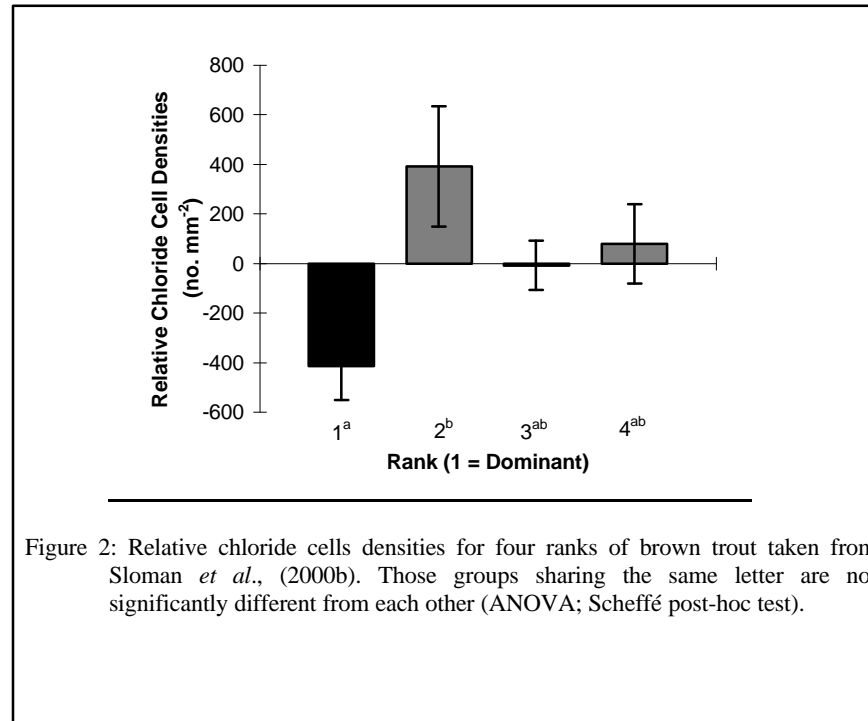 800
600
400
200
0
-200
-400
-600
Relative Chloride Cell Densities
(no. mm-2)
1a 2b 3ab 4ab
Rank (1 = Dominant)
Figure 2: Relative chloride cells densities for four ranks of brown trout taken from
Sloman et al., (2000b). Those groups sharing the same letter are no
significantly different from each other (ANOVA; Scheffé post-hoc test).